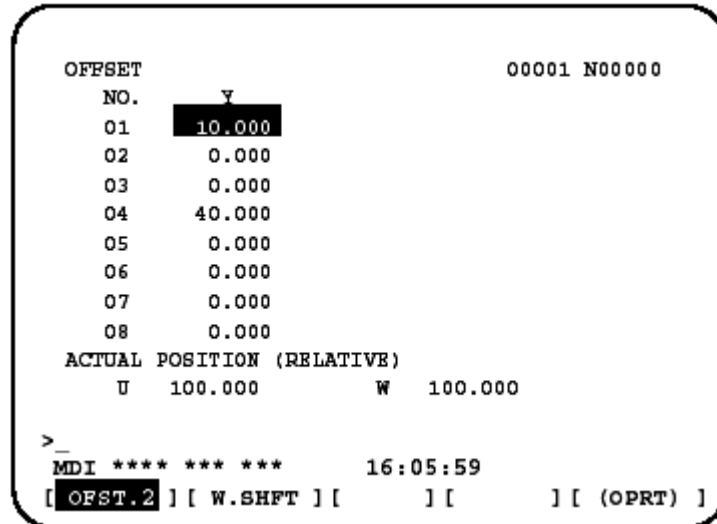 OFFSET 00001 N00000
NO. Y
01 10.000
02 0.000
03 0.000
04 40.000
05 0.000
06 0.000
07 0.000
08 0.000
ACTUAL POSITION (RELATIVE)
U 100.000 W 100.000
>_
MDI **** *** *** 16:05:59
[ OFST.2 ] [ W.SHFT ] [ ] [ ] [ (OPRT) ]